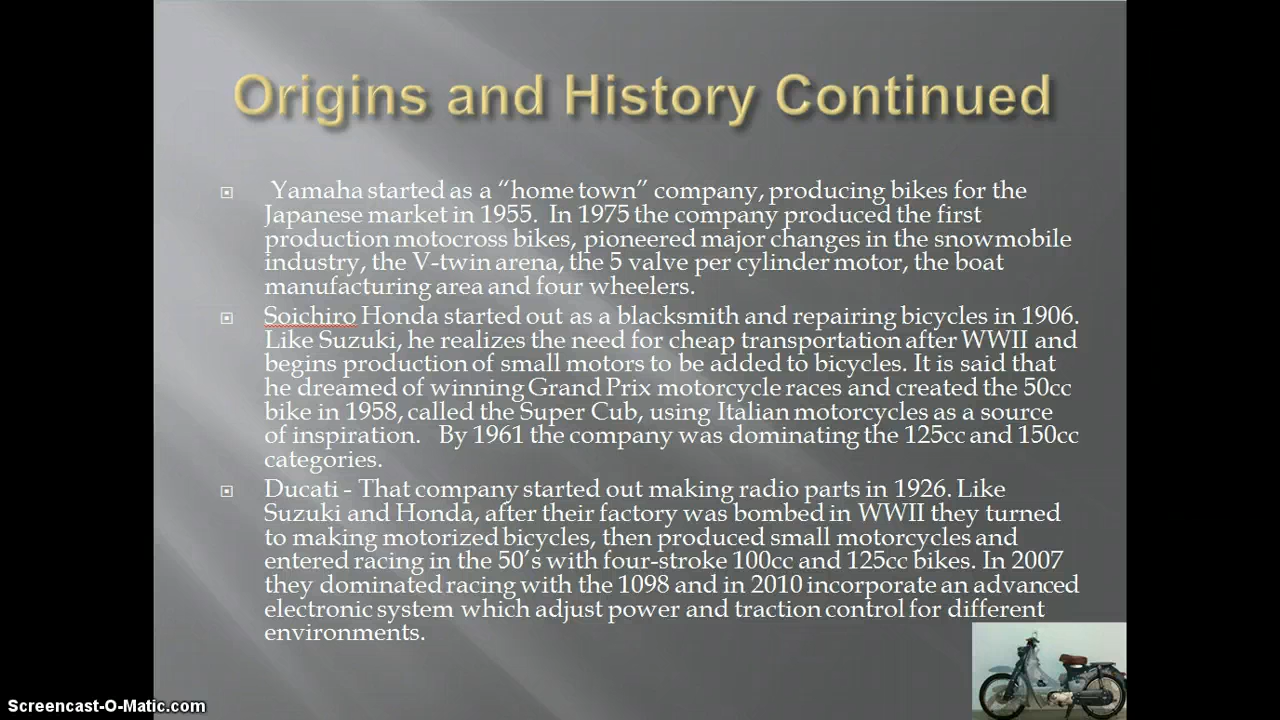 Origins and History Continued
Yamaha started as a “home town” company, producing bikes for the
Japanese market in 1955.  In 1975 the company produced the first
production motocross bikes, pioneered major changes in the snowmobile
industry, the V-twin arena, the 5 valve per cylinder motor, the boat
manufacturing area and four wheelers.
Soichiro Honda started out as a blacksmith and repairing bicycles in 1906.
Like Suzuki, he realizes the need for cheap transportation after WWII and
begins production of small motors to be added to bicycles. It is said that
he dreamed of winning Grand Prix motorcycle races and created the 50cc
bike in 1958, called the Super Cub, using Italian motorcycles as a source
of inspiration.   By 1961 the company was dominating the 125cc and 150cc
categories.
Ducati - That company started out making radio parts in 1926. Like
Suzuki and Honda, after their factory was bombed in WWII they turned
to making motorized bicycles, then produced small motorcycles and
entered racing in the 50’s with four-stroke 100cc and 125cc bikes. In 2007
they dominated racing with the 1098 and in 2010 incorporate an advanced
electronic system which adjust power and traction control for different
environments.
Screencast-O-Matic.com